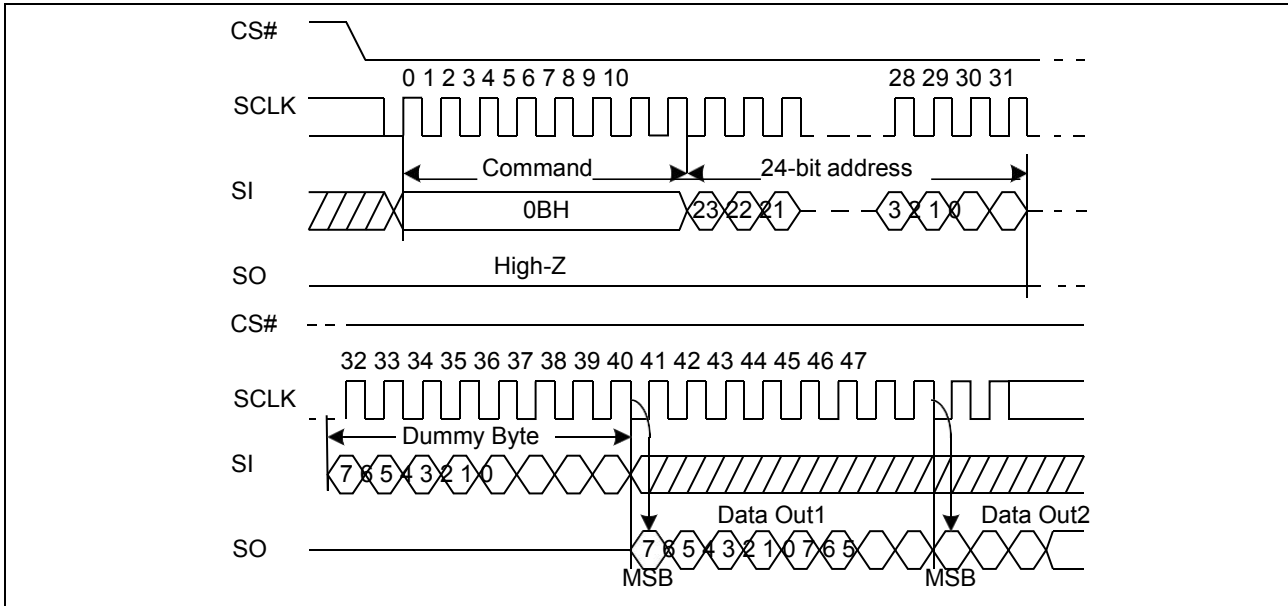 CS#
0 1 2 3 4 5 6 7 8 9 10 28 29 30 31
SCLK
Command 24-bit address
SI
0BH 23 22 21 3 2 1 0
High-Z
SO
CS#
32 33 34 35 36 37 38 39 40 41 42 43 44 45 46 47
SCLK
Dummy Byte
SI
7 6 5 4 3 2 1 0
Data Out1 Data Out2
SO
7 6 5 4 3 2 1 0 7 6 5
MSB MSB